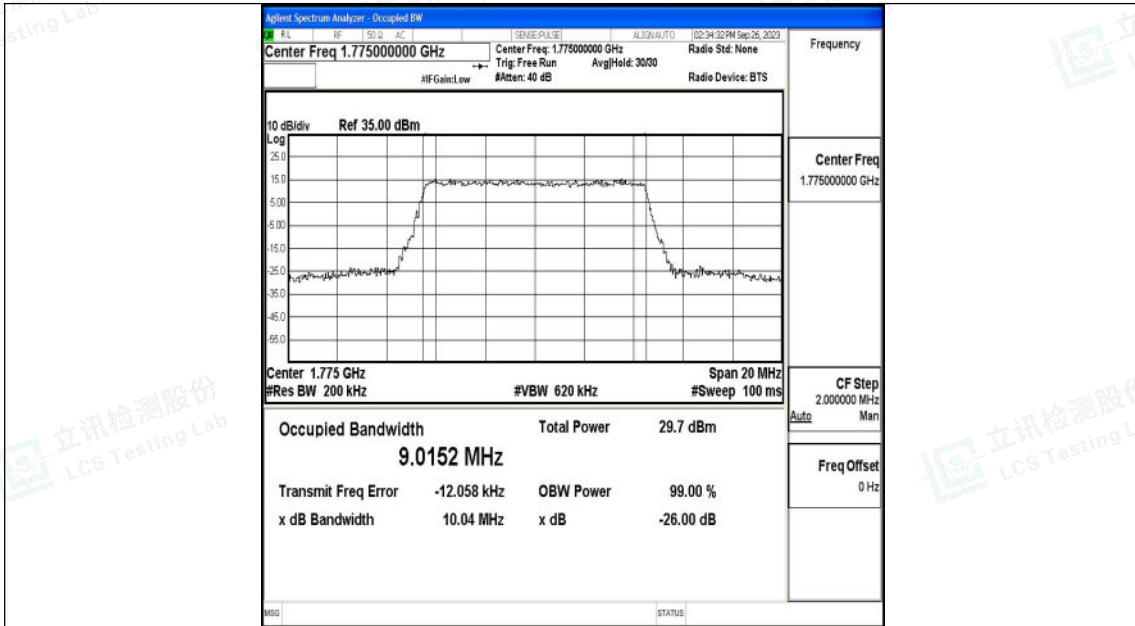 Agilent Spectrum Analyzer - Occupied BW
RL RF 50 Ω AC SENSE:PULSE ALIGNAUTO 02:34:32 PM Sep 26, 2023
Center Freq 1.775000000 GHz
Center Freq: 1.775000000 GHz Radio Std: None
Trig: Free Run Avg|Hold: 30/30
#IFGain:Low #Atten: 40 dB Radio Device: BTS
Frequency
10 dB/div Ref 35.00 dBm
Log
25.0
15.0
5.00
-5.00
-15.0
-25.0
-35.0
-45.0
-55.0
Center 1.775 GHz Span 20 MHz
#Res BW 200 kHz #VBW 620 kHz #Sweep 100 ms
Occupied Bandwidth Total Power 29.7 dBm
9.0152 MHz
Transmit Freq Error -12.058 kHz OBW Power 99.00 %
x dB Bandwidth 10.04 MHz x dB -26.00 dB
Center Freq
1.775000000 GHz
CF Step
2.000000 MHz
Auto Man
Freq Offset
0 Hz
MSG STATUS
sting Lab
立讯检测股份
LCS Testing Lab
立讯检测股份
LCS Testing L